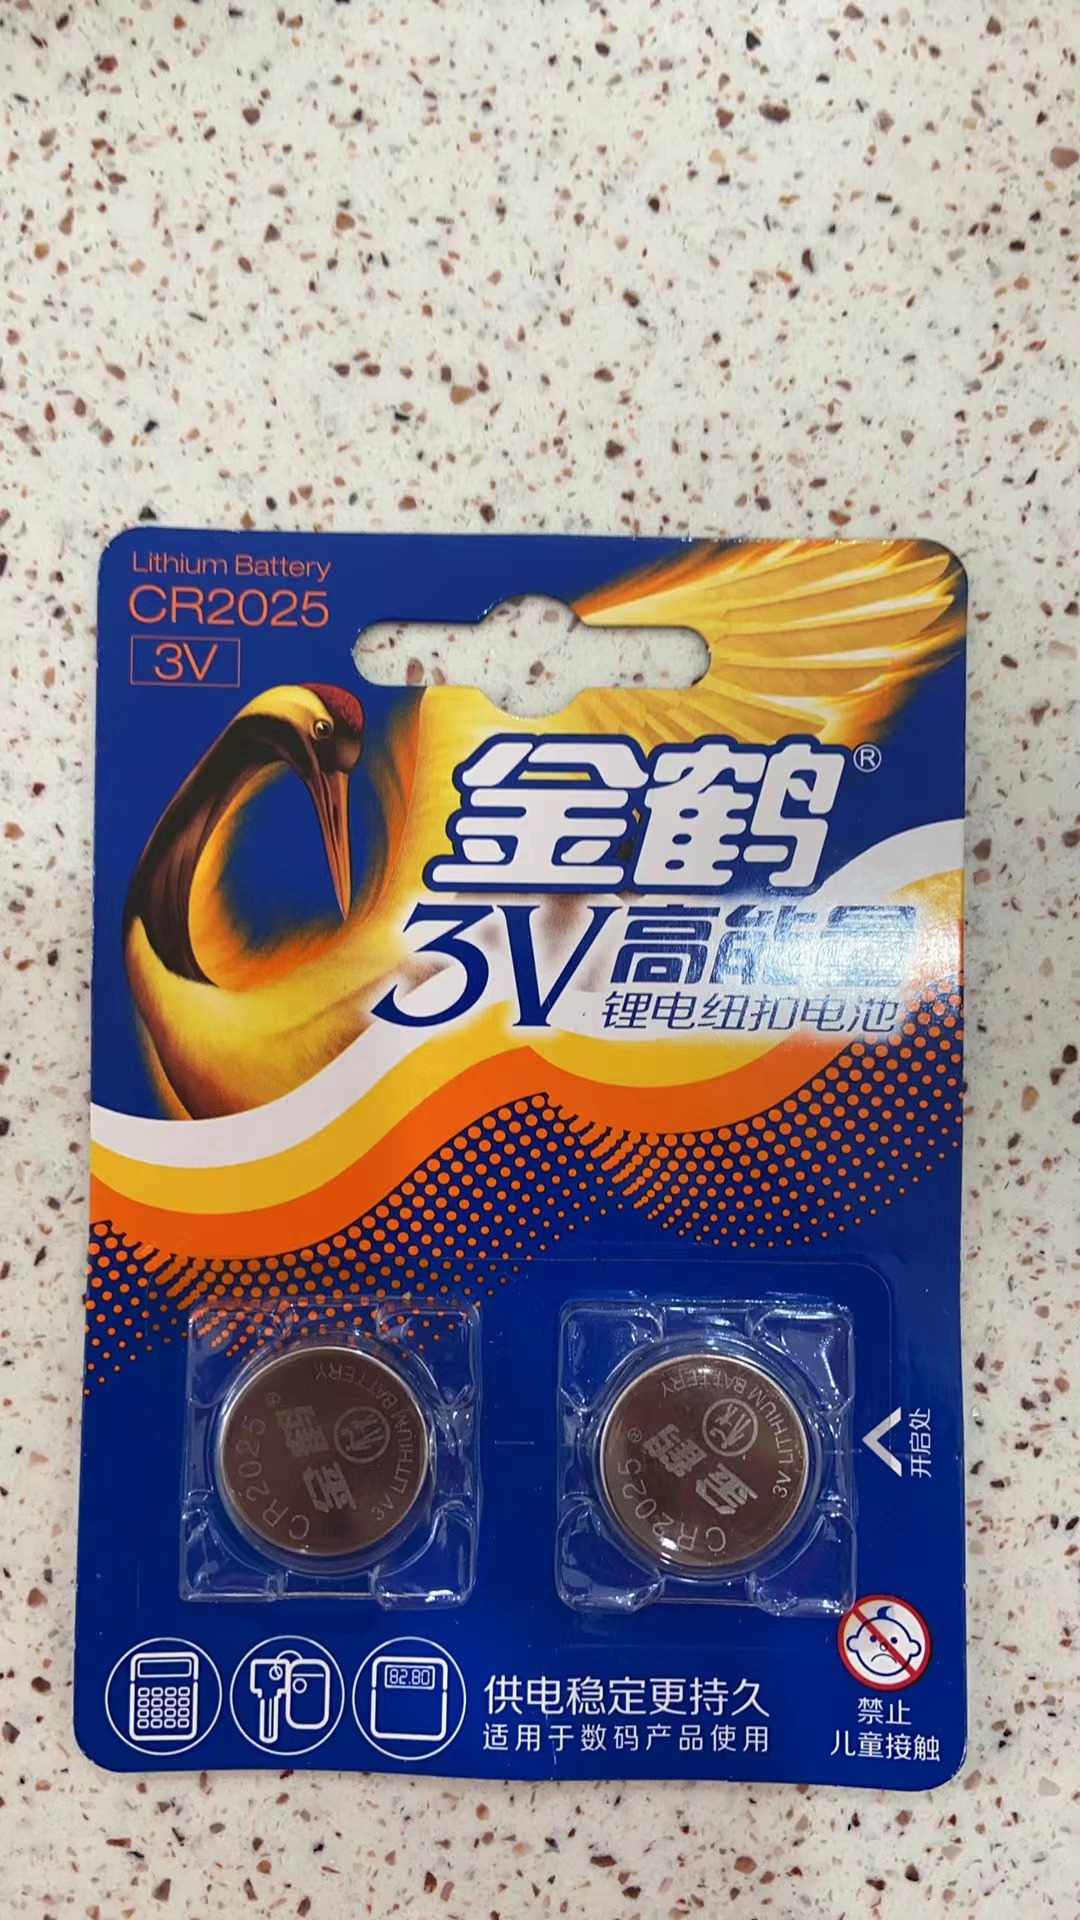 Lithium Battery
CR2025
3V
金鹤®
3V高能量
锂电纽扣电池
CR2025
3V LITHIUM BATTERY
®
CR2025
3V LITHIUM BATTERY
®
开启处
82.80
供电稳定更持久
适用于数码产品使用
禁止
儿童接触